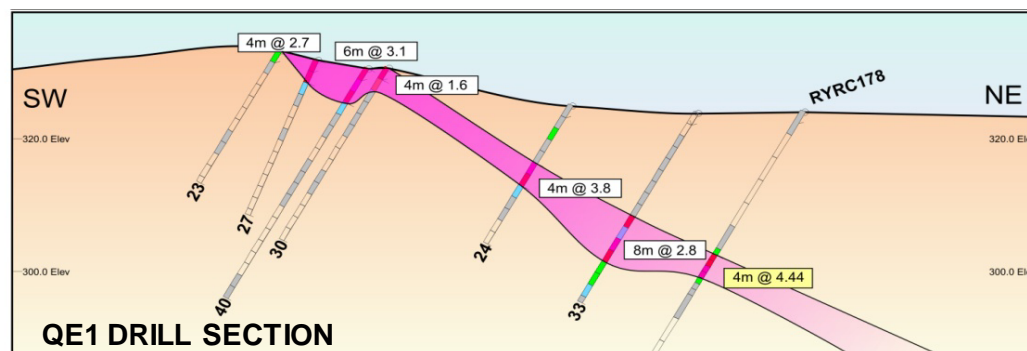 4m @ 2.7
6m @ 3.1
4m @ 1.6
RYRC178
SW
NE
320.0 Elev
320.0 Ele
23
27
30
24
4m @ 3.8
8m @ 2.8
300.0 Elev
300.0 Ele
4m @ 4.44
40
33
QE1 DRILL SECTION